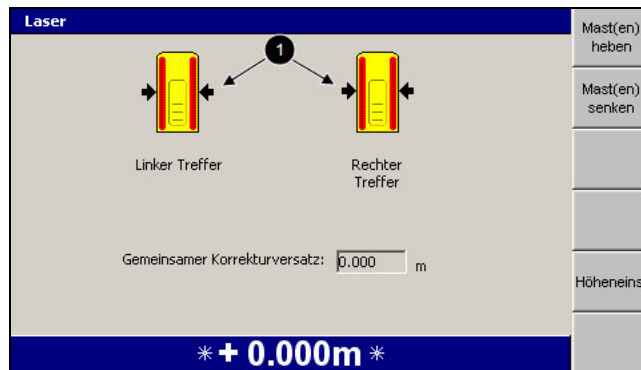 Laser
1
Linker Treffer
Rechter
Treffer
Gemeinsamer Korrekturversatz: 0.000 m
+ 0.000m
Mast(en)
heben
Mast(en)
senken
Höheneins